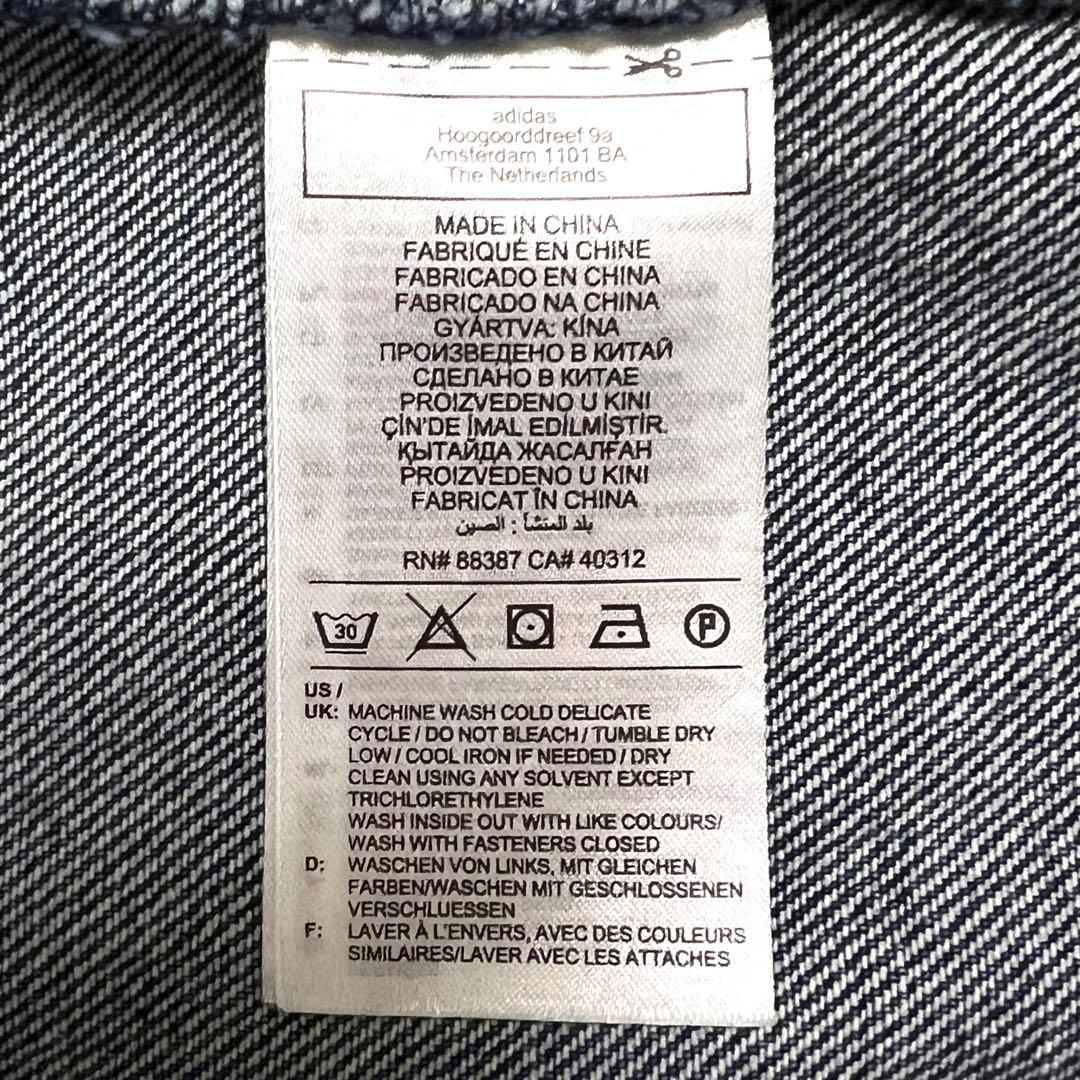 adidas
Hoogoorddreef 9a
Amsterdam 1101 BA
The Netherlands
MADE IN CHINA
FABRIQUÉ EN CHINE
FABRICADO EN CHINA
FABRICADO NA CHINA
GYÁRTVA: KÍNA
ПРОИЗВЕДЕНО В КИТАЙ
СДЕЛАНО В КИТАЕ
PROIZVEDENO U KINI
ÇİN'DE İMAL EDİLMİŞTİR.
ҚЫТАЙДА ЖАСАЛҒАН
PROIZVEDENO U KINI
FABRICAT ÎN CHINA
بلد المنشأ : الصين
RN# 88387 CA# 40312
30 P
US /
UK: MACHINE WASH COLD DELICATE
CYCLE / DO NOT BLEACH / TUMBLE DRY
LOW / COOL IRON IF NEEDED / DRY
CLEAN USING ANY SOLVENT EXCEPT
TRICHLORETHYLENE
WASH INSIDE OUT WITH LIKE COLOURS/
WASH WITH FASTENERS CLOSED
D: WASCHEN VON LINKS, MIT GLEICHEN
FARBEN/WASCHEN MIT GESCHLOSSENEN
VERSCHLUESSEN
F: LAVER À L'ENVERS, AVEC DES COULEURS
SIMILAIRES/LAVER AVEC LES ATTACHES